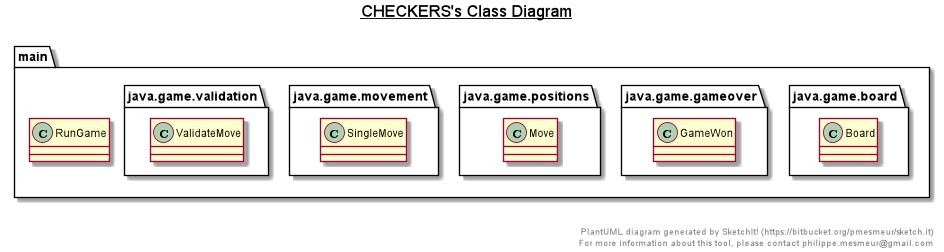 CHECKERS's Class Diagram
main
java.game.validation
java.game.movement
java.game.positions
java.game.gameover
java.game.board
C RunGame
C ValidateMove
C SingleMove
C Move
C GameWon
C Board
PlantUML diagram generated by SketchIt! (https://bitbucket.org/pmesmeur/sketch.it)
For more information about this tool, please contact philippe.mesmeur@gmail.com